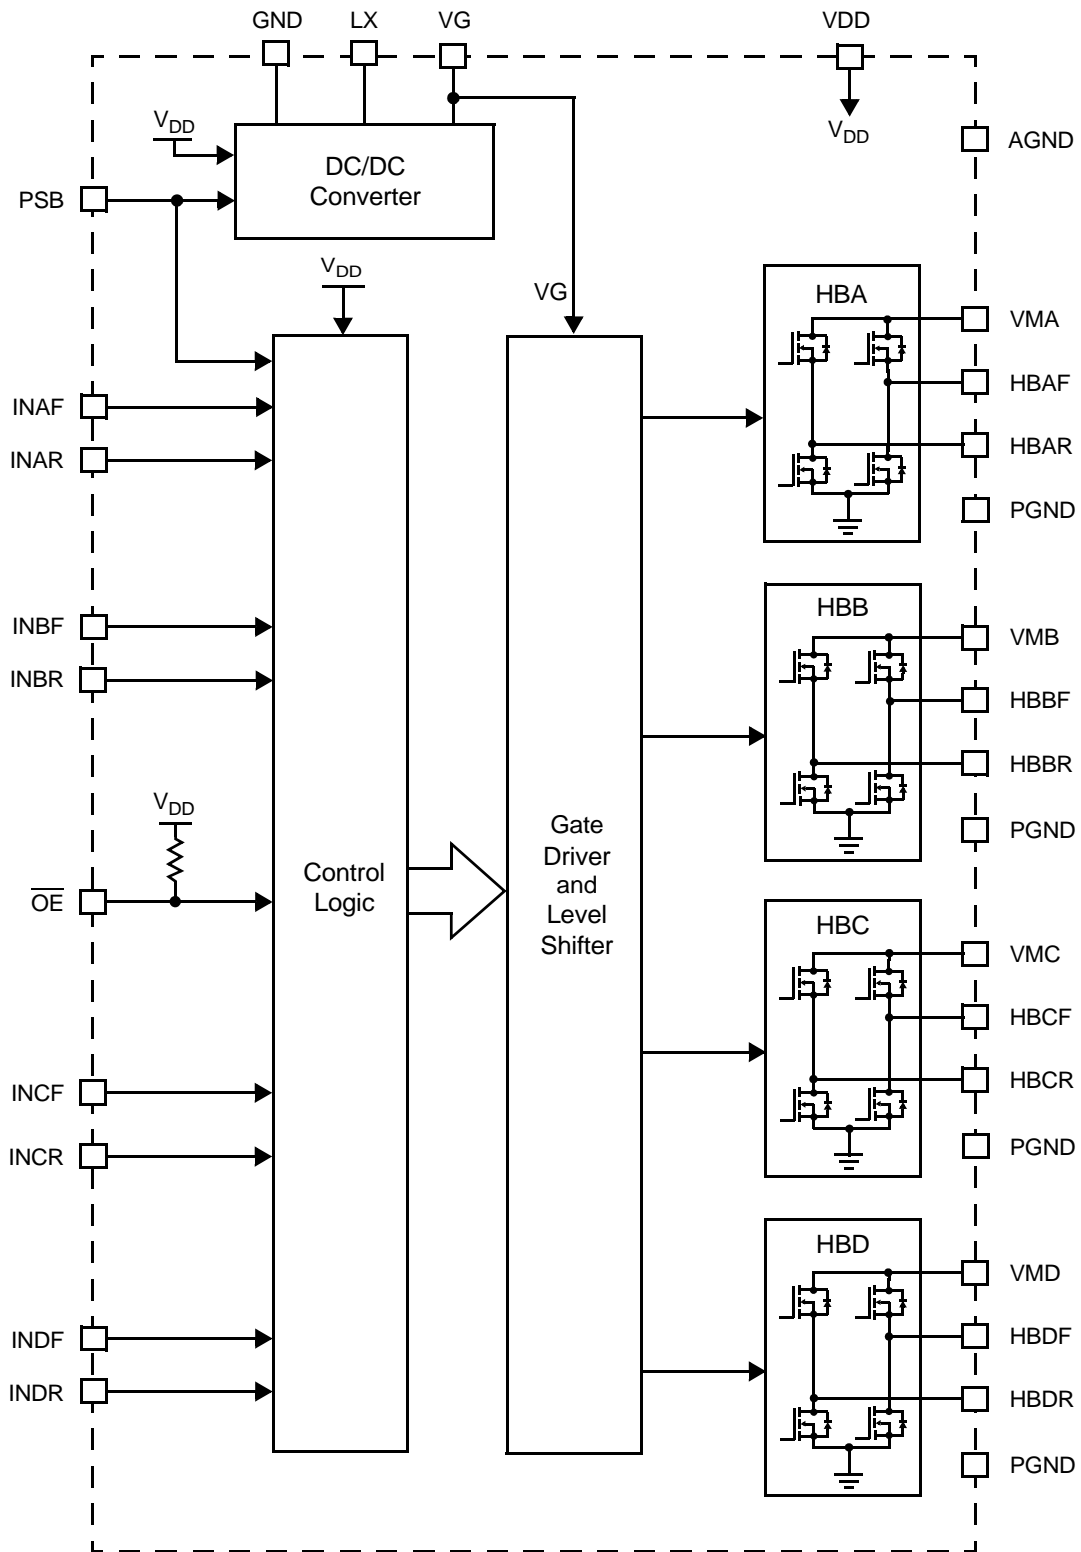 GND
LX
VG
VDD
VDD
AGND
VDD
DC/DC
Converter
PSB
VDD
VG
HBA
VMA
HBAF
HBAR
PGND
INAF
INAR
HBB
VMB
HBBF
HBBR
PGND
INBF
INBR
VDD
OE
Control
Logic
Gate
Driver
and
Level
Shifter
HBC
VMC
HBCF
HBCR
PGND
INCF
INCR
HBD
VMD
HBDF
HBDR
PGND
INDF
INDR